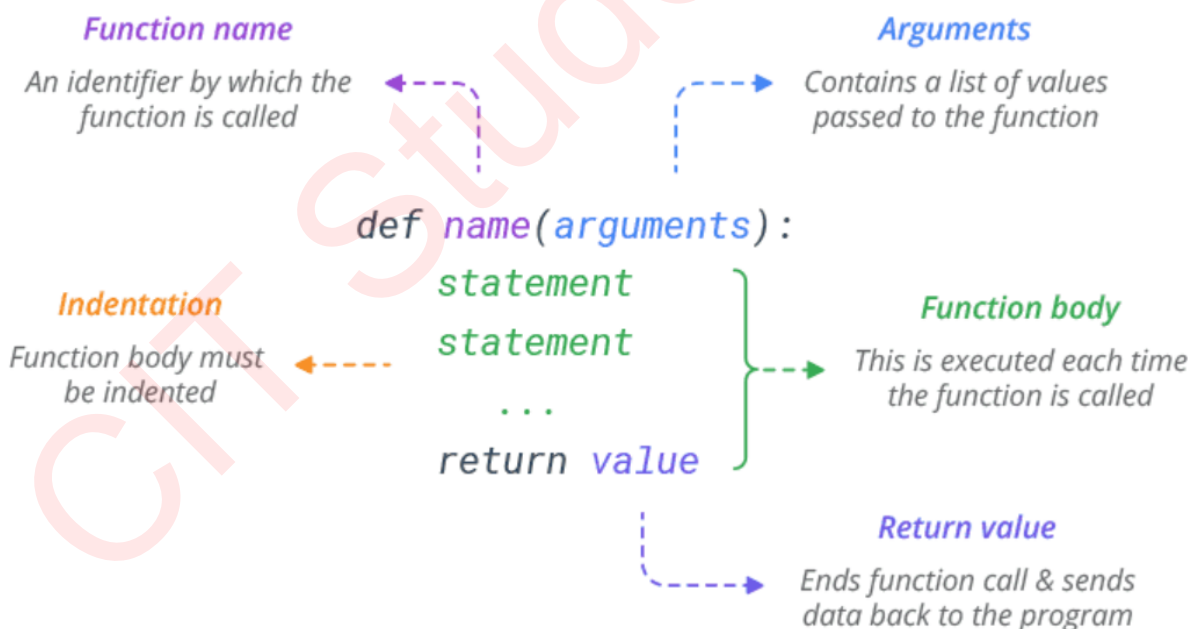 Function name
An identifier by which the
function is called
Arguments
Contains a list of values
passed to the function
def name(arguments):
statement
statement
...
return value
Indentation
Function body must
be indented
Function body
This is executed each time
the function is called
Return value
Ends function call & sends
data back to the program
CIT